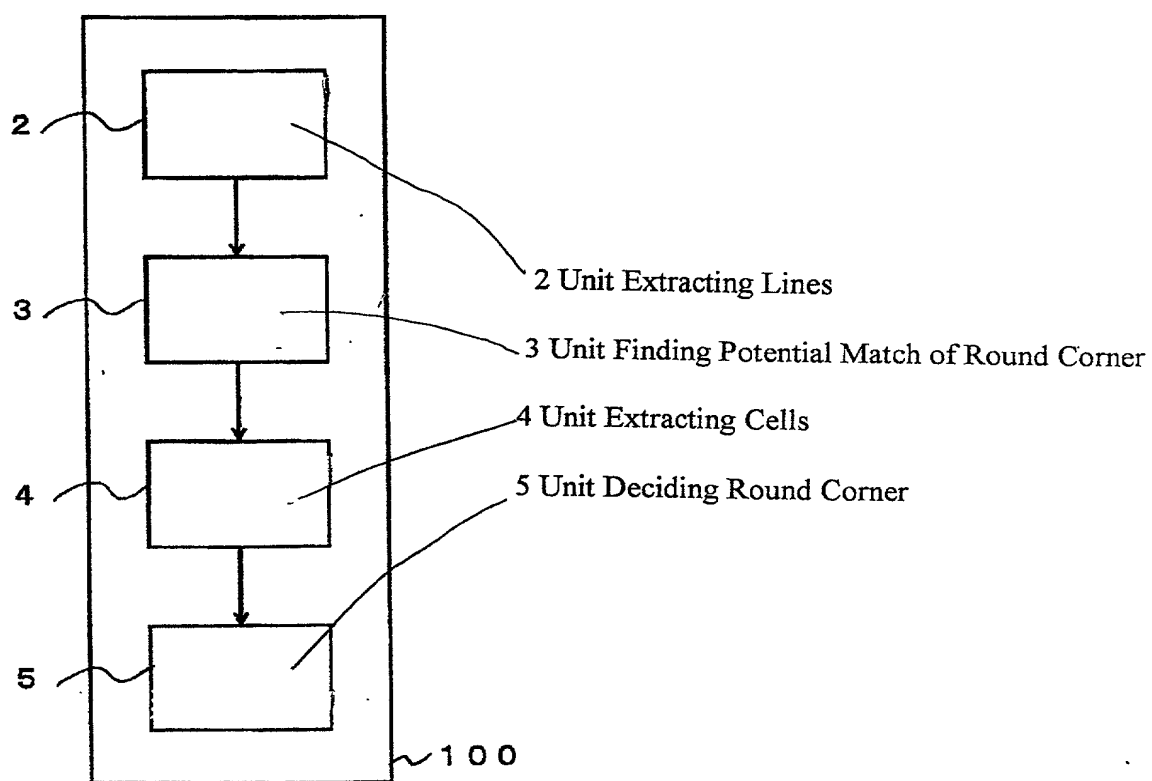 2
2 Unit Extracting Lines
3
3 Unit Finding Potential Match of Round Corner
4 Unit Extracting Cells
4
5 Unit Deciding Round Corner
5
100